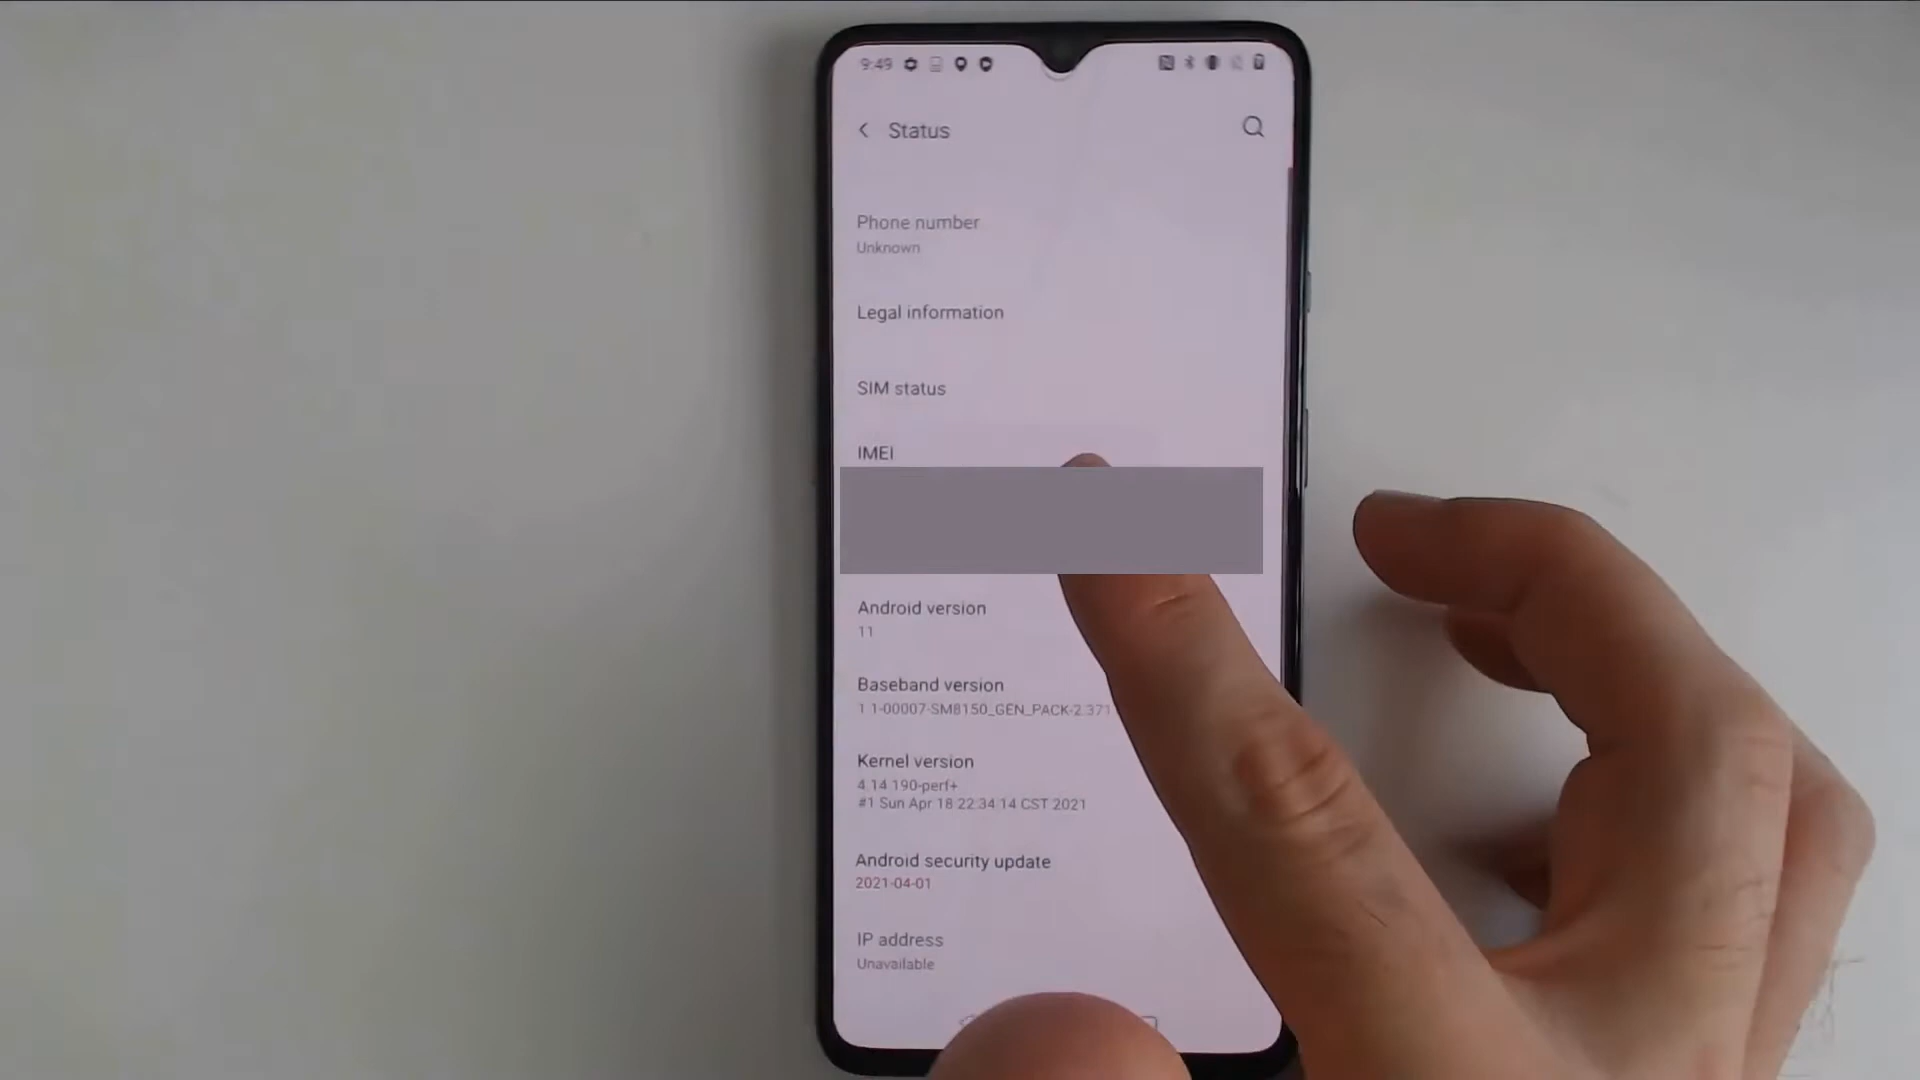 9:49
Status
Phone number
Unknown
Legal information
SIM status
IMEI
Android version
11
Baseband version
1 1-00007-SM8150_GEN_PACK-2.371
Kernel version
4 14 190-perf+
#1 Sun Apr 18 22:34 14 CST 2021
Android security update
2021-04-01
IP address
Unavailable